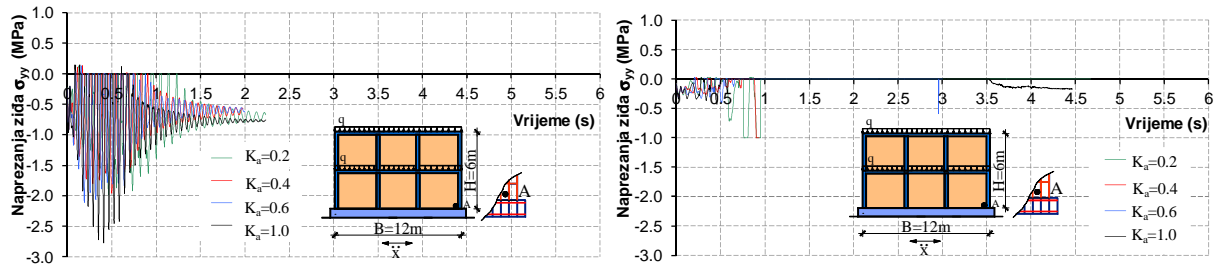 Naprezanja zida σyy (MPa)
1.0
0.5
0.0
-0.5
-1.0
-1.5
-2.0
-2.5
-3.0
0 0.5 1 1.5 2 2.5 3 3.5 4 4.5 5 5.5 6
Vrijeme (s)
Ka=0.2
Ka=0.4
Ka=0.6
Ka=1.0
q
q
H=6m
A
A
B=12m
ẍ
Naprezanja zida σyy (MPa)
1.0
0.5
0.0
-0.5
-1.0
-1.5
-2.0
-2.5
-3.0
0 0.5 1 1.5 2 2.5 3 3.5 4 4.5 5 5.5 6
Vrijeme (s)
q
q
H=6m
A
A
B=12m
ẍ
Ka=0.2
Ka=0.4
Ka=0.6
Ka=1.0